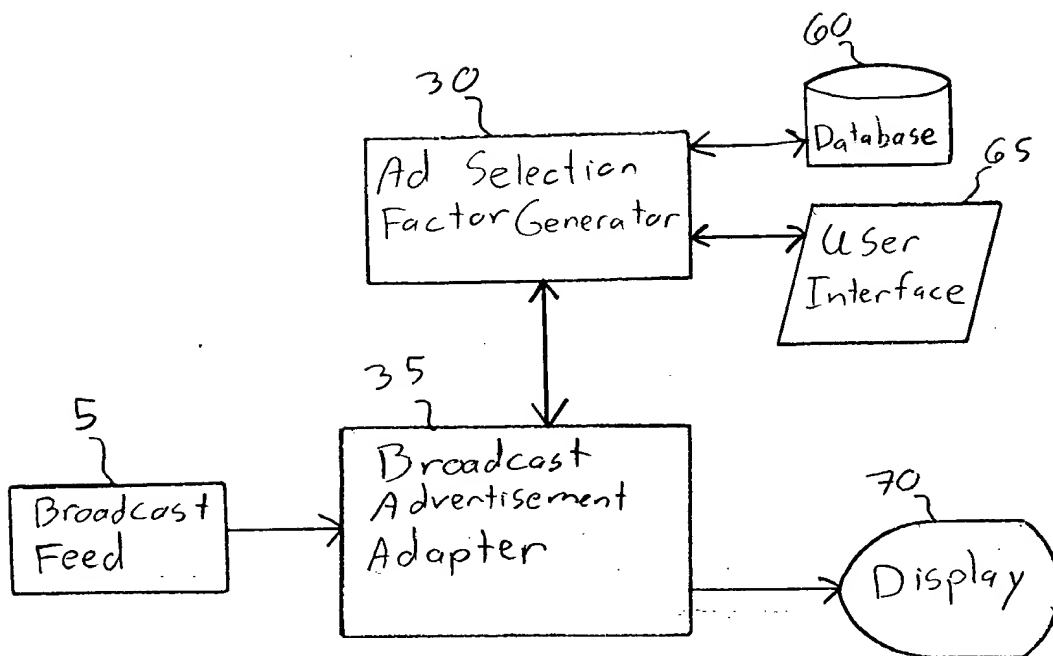 60
30
Database
65
Ad Selection
Factor Generator
User
Interface
35
5
Broadcast
Advertisement
Adapter
Broadcast
Feed
70
Display